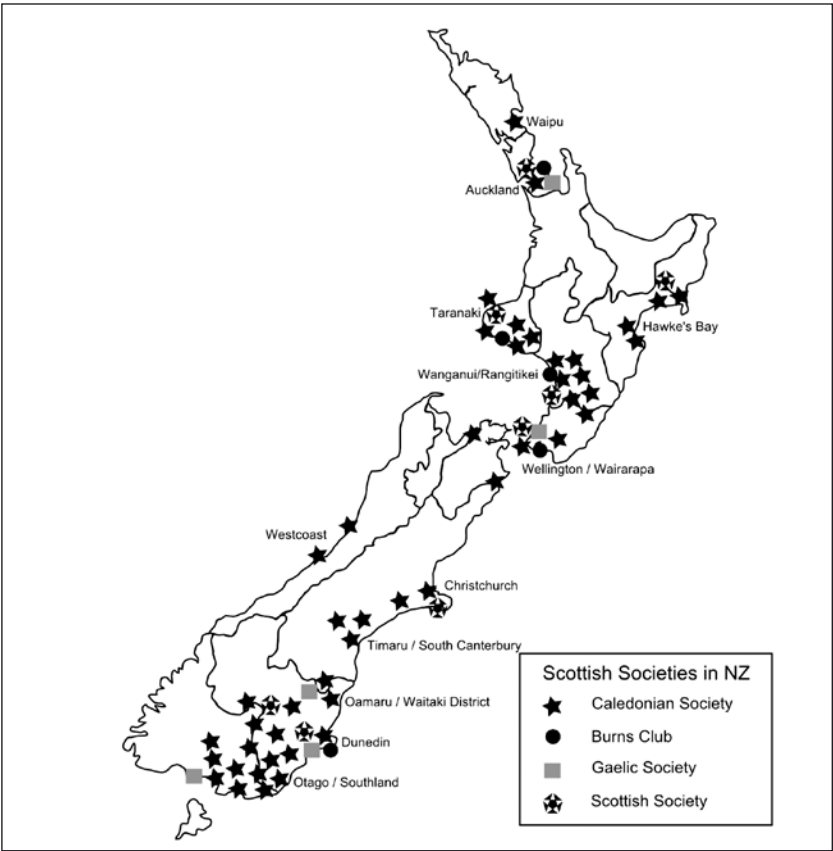 Waipu
Auckland
Taranaki
Hawke's Bay
Wanganui/Rangitikei
Wellington / Wairarapa
Westcoast
Christchurch
Timaru / South Canterbury
Oamaru / Waitaki District
Dunedin
Otago / Southland
Scottish Societies in NZ
Caledonian Society
Burns Club
Gaelic Society
Scottish Society